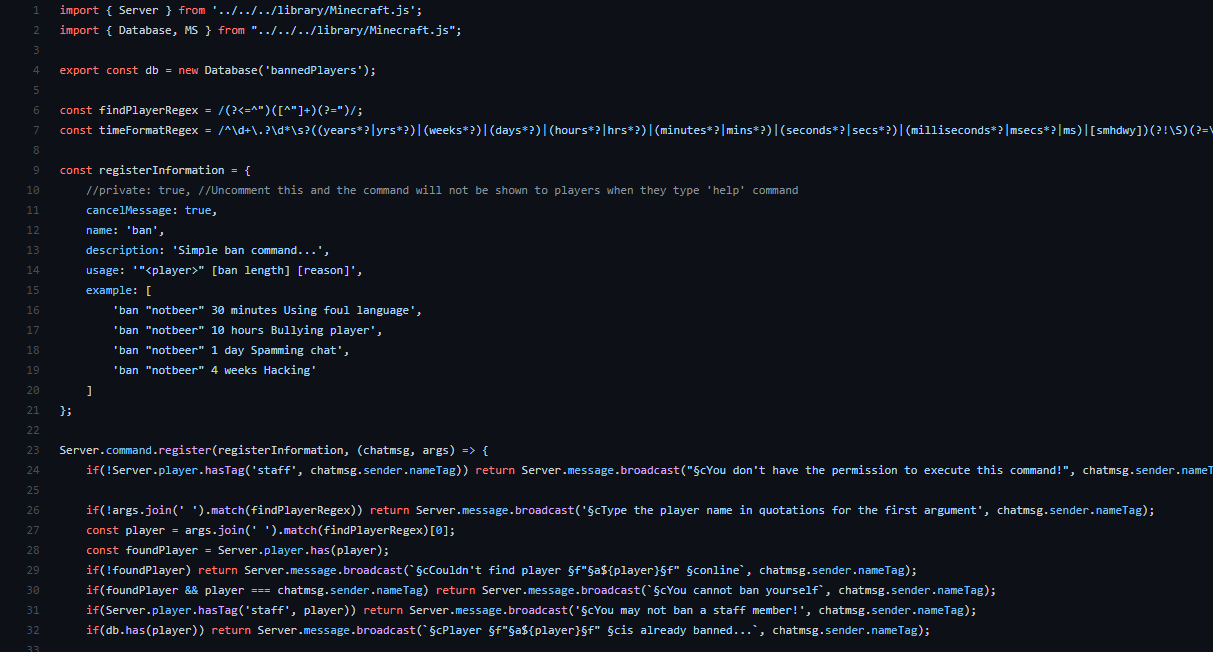 1 import { Server } from '../../../library/Minecraft.js';
2 import { Database, MS } from "../../../library/Minecraft.js";
3
4 export const db = new Database('bannedPlayers');
5
6 const findPlayerRegex = /(?<=^")([^"]+)(?=")/;
7 const timeFormatRegex = /^\d+\.?\d*\s?((years*?|yrs*?)|(weeks*?)|(days*?)|(hours*?|hrs*?)|(minutes*?|mins*?)|(seconds*?|secs*?)|(milliseconds*?|msecs*?|ms)|[smhdwy])(?!\S)(?=\
8
9 const registerInformation = {
10 //private: true, //Uncomment this and the command will not be shown to players when they type 'help' command
11 cancelMessage: true,
12 name: 'ban',
13 description: 'Simple ban command...',
14 usage: '"<player>" [ban length] [reason]',
15 example: [
16 'ban "notbeer" 30 minutes Using foul language',
17 'ban "notbeer" 10 hours Bullying player',
18 'ban "notbeer" 1 day Spamming chat',
19 'ban "notbeer" 4 weeks Hacking'
20 ]
21 };
22
23 Server.command.register(registerInformation, (chatmsg, args) => {
24 if(!Server.player.hasTag('staff', chatmsg.sender.nameTag)) return Server.message.broadcast("§cYou don't have the permission to execute this command!", chatmsg.sender.nameT
25
26 if(!args.join(' ').match(findPlayerRegex)) return Server.message.broadcast('§cType the player name in quotations for the first argument', chatmsg.sender.nameTag);
27 const player = args.join(' ').match(findPlayerRegex)[0];
28 const foundPlayer = Server.player.has(player);
29 if(!foundPlayer) return Server.message.broadcast(`§cCouldn't find player §f"§a${player}§f" §conline`, chatmsg.sender.nameTag);
30 if(foundPlayer && player === chatmsg.sender.nameTag) return Server.message.broadcast(`§cYou cannot ban yourself`, chatmsg.sender.nameTag);
31 if(Server.player.hasTag('staff', player)) return Server.message.broadcast('§cYou may not ban a staff member!', chatmsg.sender.nameTag);
32 if(db.has(player)) return Server.message.broadcast(`§cPlayer §f"§a${player}§f" §cis already banned...`, chatmsg.sender.nameTag);
33